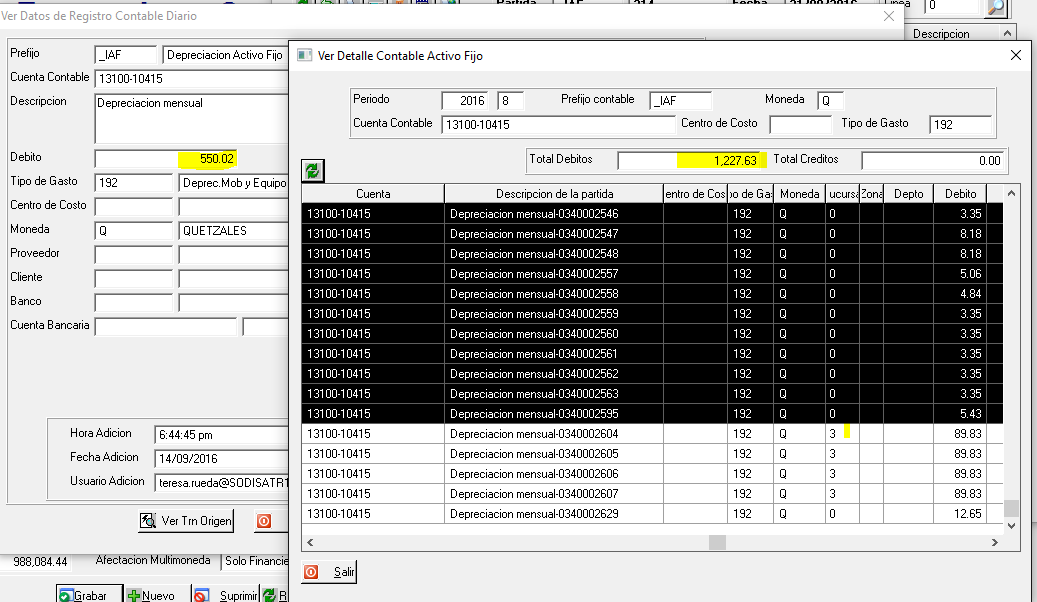 Partida _IAF 214 Fecha 21/09/2016 Linea 0
Ver Datos de Registro Contable Diario
Descripcion
Prefijo _IAF Depreciacion Activo Fijo
Cuenta Contable 13100-10415
Descripcion Depreciacion mensual
Debito 550.02
Tipo de Gasto 192 Deprec.Mob y Equipo
Centro de Costo
Moneda Q QUETZALES
Proveedor
Cliente
Banco
Cuenta Bancaria
Hora Adicion 6:44:45 pm
Fecha Adicion 14/09/2016
Usuario Adicion teresa.rueda@SODISATR1
Ver Trn Origen
988,084.44 Afectacion Multimoneda Solo Financie
Grabar Nuevo Suprimir R
Ver Detalle Contable Activo Fijo
Periodo 2016 8 Prefijo contable _IAF Moneda Q
Cuenta Contable 13100-10415 Centro de Costo Tipo de Gasto 192
Total Debitos 1,227.63 Total Creditos 0.00
Cuenta Descripcion de la partida entro de Cos po de Gas Moneda ucursa Zona Depto Debito
13100-10415 Depreciacion mensual-0340002546 192 Q 0 3.35
13100-10415 Depreciacion mensual-0340002547 192 Q 0 8.18
13100-10415 Depreciacion mensual-0340002548 192 Q 0 8.18
13100-10415 Depreciacion mensual-0340002557 192 Q 0 5.06
13100-10415 Depreciacion mensual-0340002558 192 Q 0 4.84
13100-10415 Depreciacion mensual-0340002559 192 Q 0 3.35
13100-10415 Depreciacion mensual-0340002560 192 Q 0 3.35
13100-10415 Depreciacion mensual-0340002561 192 Q 0 3.35
13100-10415 Depreciacion mensual-0340002562 192 Q 0 3.35
13100-10415 Depreciacion mensual-0340002563 192 Q 0 3.35
13100-10415 Depreciacion mensual-0340002595 192 Q 0 5.43
13100-10415 Depreciacion mensual-0340002604 192 Q 3 89.83
13100-10415 Depreciacion mensual-0340002605 192 Q 3 89.83
13100-10415 Depreciacion mensual-0340002606 192 Q 3 89.83
13100-10415 Depreciacion mensual-0340002607 192 Q 3 89.83
13100-10415 Depreciacion mensual-0340002629 192 Q 0 12.65
Salir